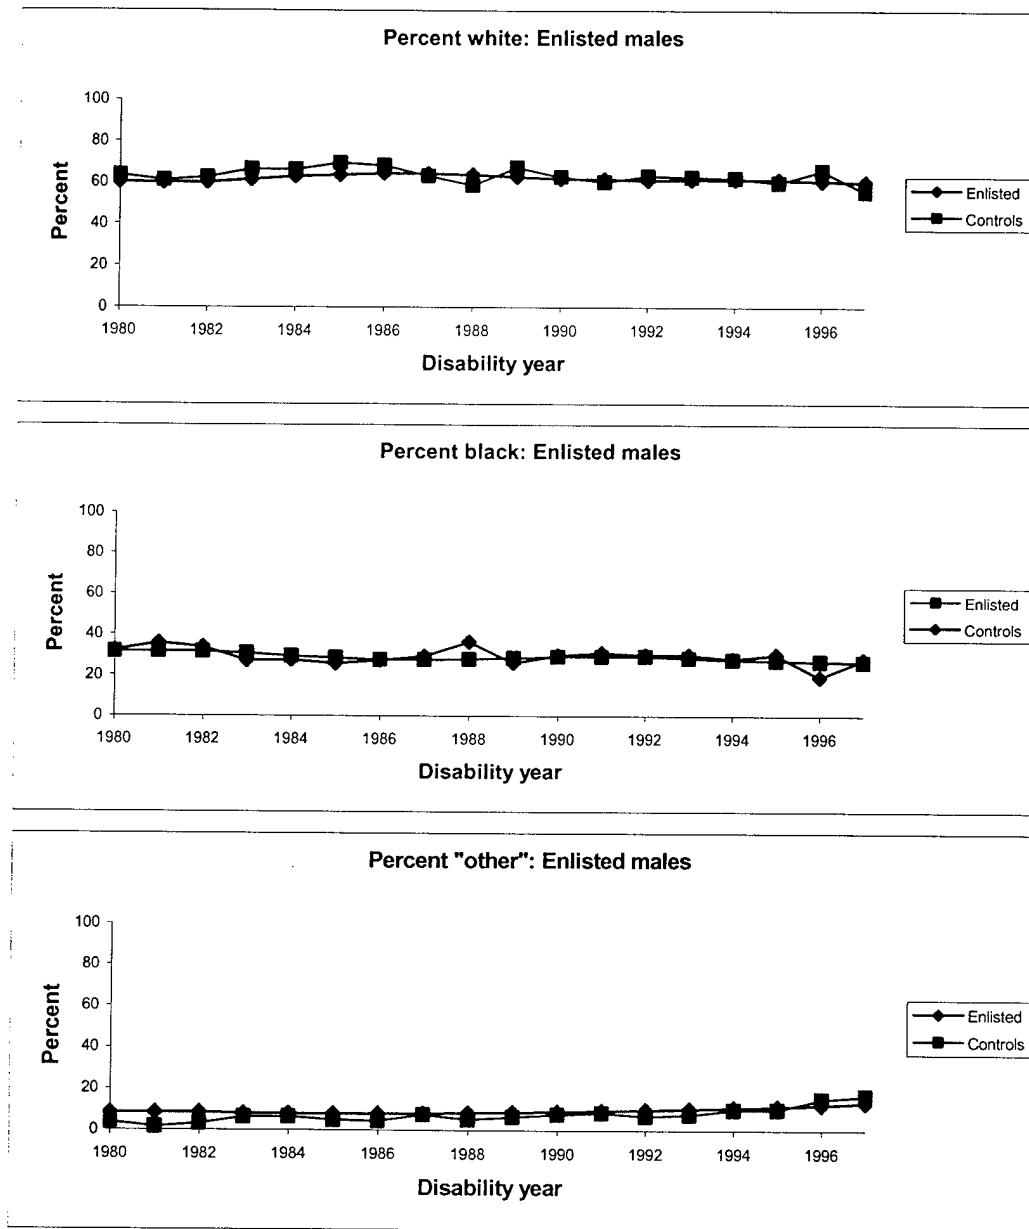 Percent white: Enlisted males
100
80
60
40
20
0
Percent
1980 1982 1984 1986 1988 1990 1992 1994 1996
Disability year
Enlisted
Controls
Percent black: Enlisted males
100
80
60
40
20
0
Percent
1980 1982 1984 1986 1988 1990 1992 1994 1996
Disability year
Enlisted
Controls
Percent "other": Enlisted males
100
80
60
40
20
0
Percent
1980 1982 1984 1986 1988 1990 1992 1994 1996
Disability year
Enlisted
Controls